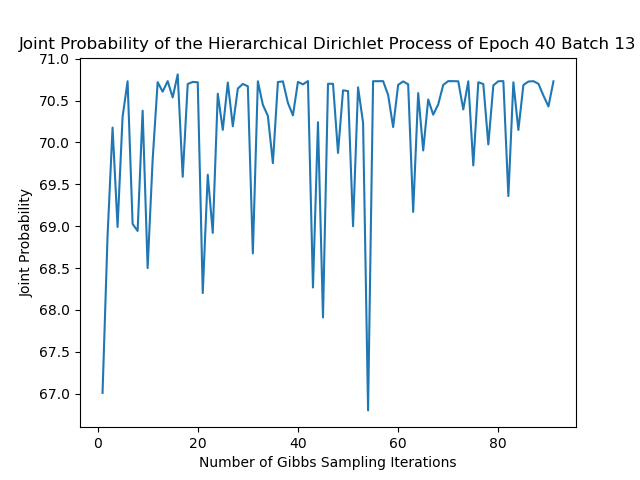 Joint Probability of the Hierarchical Dirichlet Process of Epoch 40 Batch 13
71.0
70.5
70.0
69.5
69.0
68.5
68.0
67.5
67.0
Joint Probability
0 20 40 60 80
Number of Gibbs Sampling Iterations